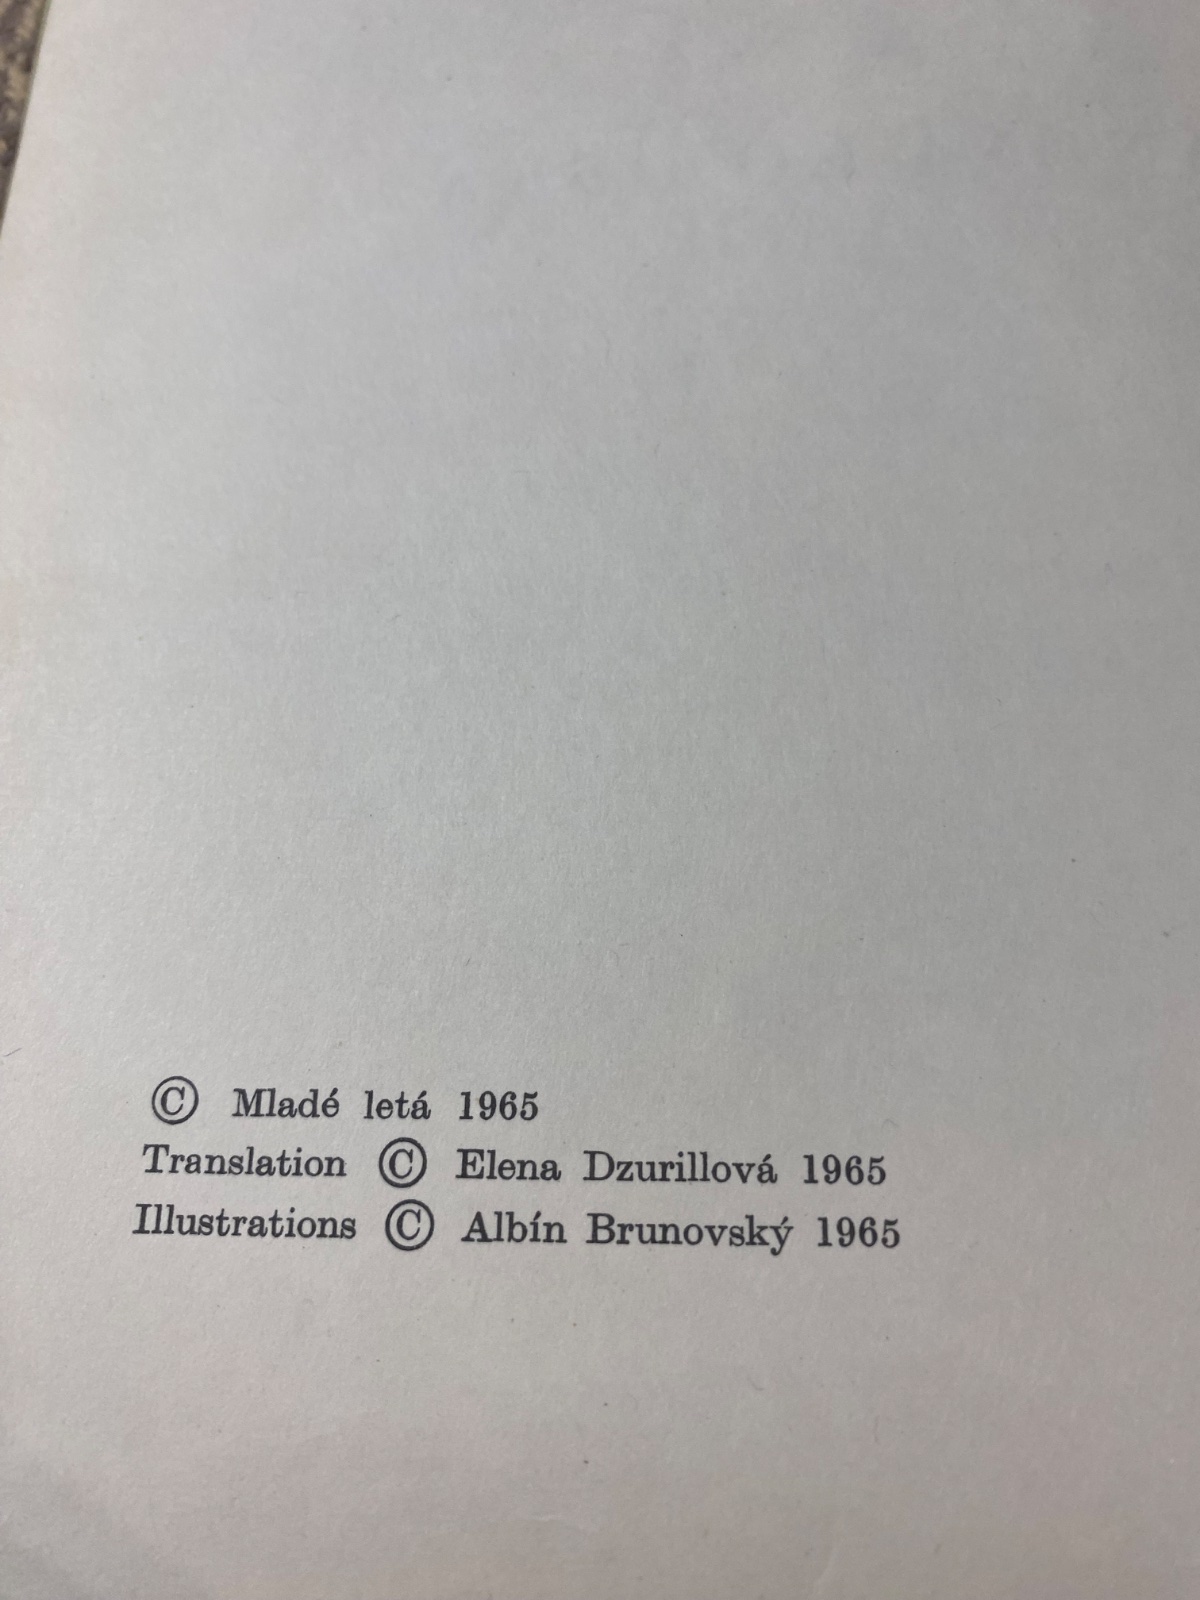 © Mladé letá 1965
Translation © Elena Dzurillová 1965
Illustrations © Albín Brunovský 1965